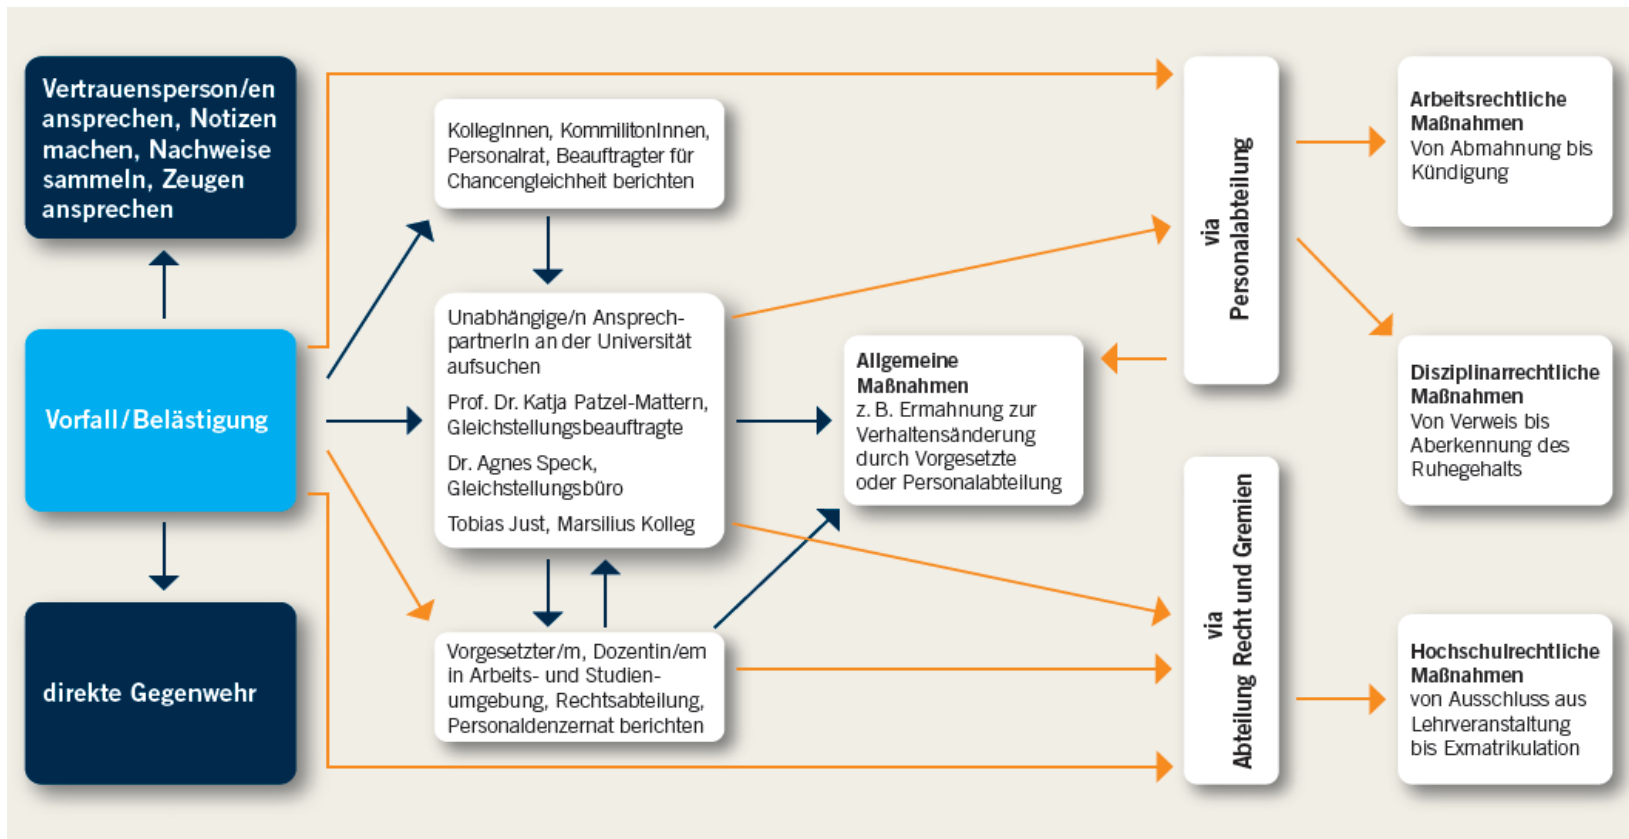 Vertrauensperson/en
ansprechen, Notizen
machen, Nachweise
sammeln, Zeugen
ansprechen
Vorfall/Belästigung
direkte Gegenwehr
KollegInnen, KommilitonInnen,
Personalrat, Beauftragter für
Chancengleichheit berichten
Unabhängige/n Ansprech-
partnerIn an der Universität
aufsuchen
Prof. Dr. Katja Patzel-Mattern,
Gleichstellungsbeauftragte
Dr. Agnes Speck,
Gleichstellungsbüro
Tobias Just, Marsilius Kolleg
Vorgesetzter/m, Dozentin/em
in Arbeits- und Studien-
umgebung, Rechtsabteilung,
Personaldenzernat berichten
Allgemeine
Maßnahmen
z. B. Ermahnung zur
Verhaltensänderung
durch Vorgesetzte
oder Personalabteilung
via
Personalabteilung
via
Abteilung Recht und Gremien
Arbeitsrechtliche
Maßnahmen
Von Abmahnung bis
Kündigung
Disziplinarrechtliche
Maßnahmen
Von Verweis bis
Aberkennung des
Ruhegehalts
Hochschulrechtliche
Maßnahmen
von Ausschluss aus
Lehrveranstaltung
bis Exmatrikulation